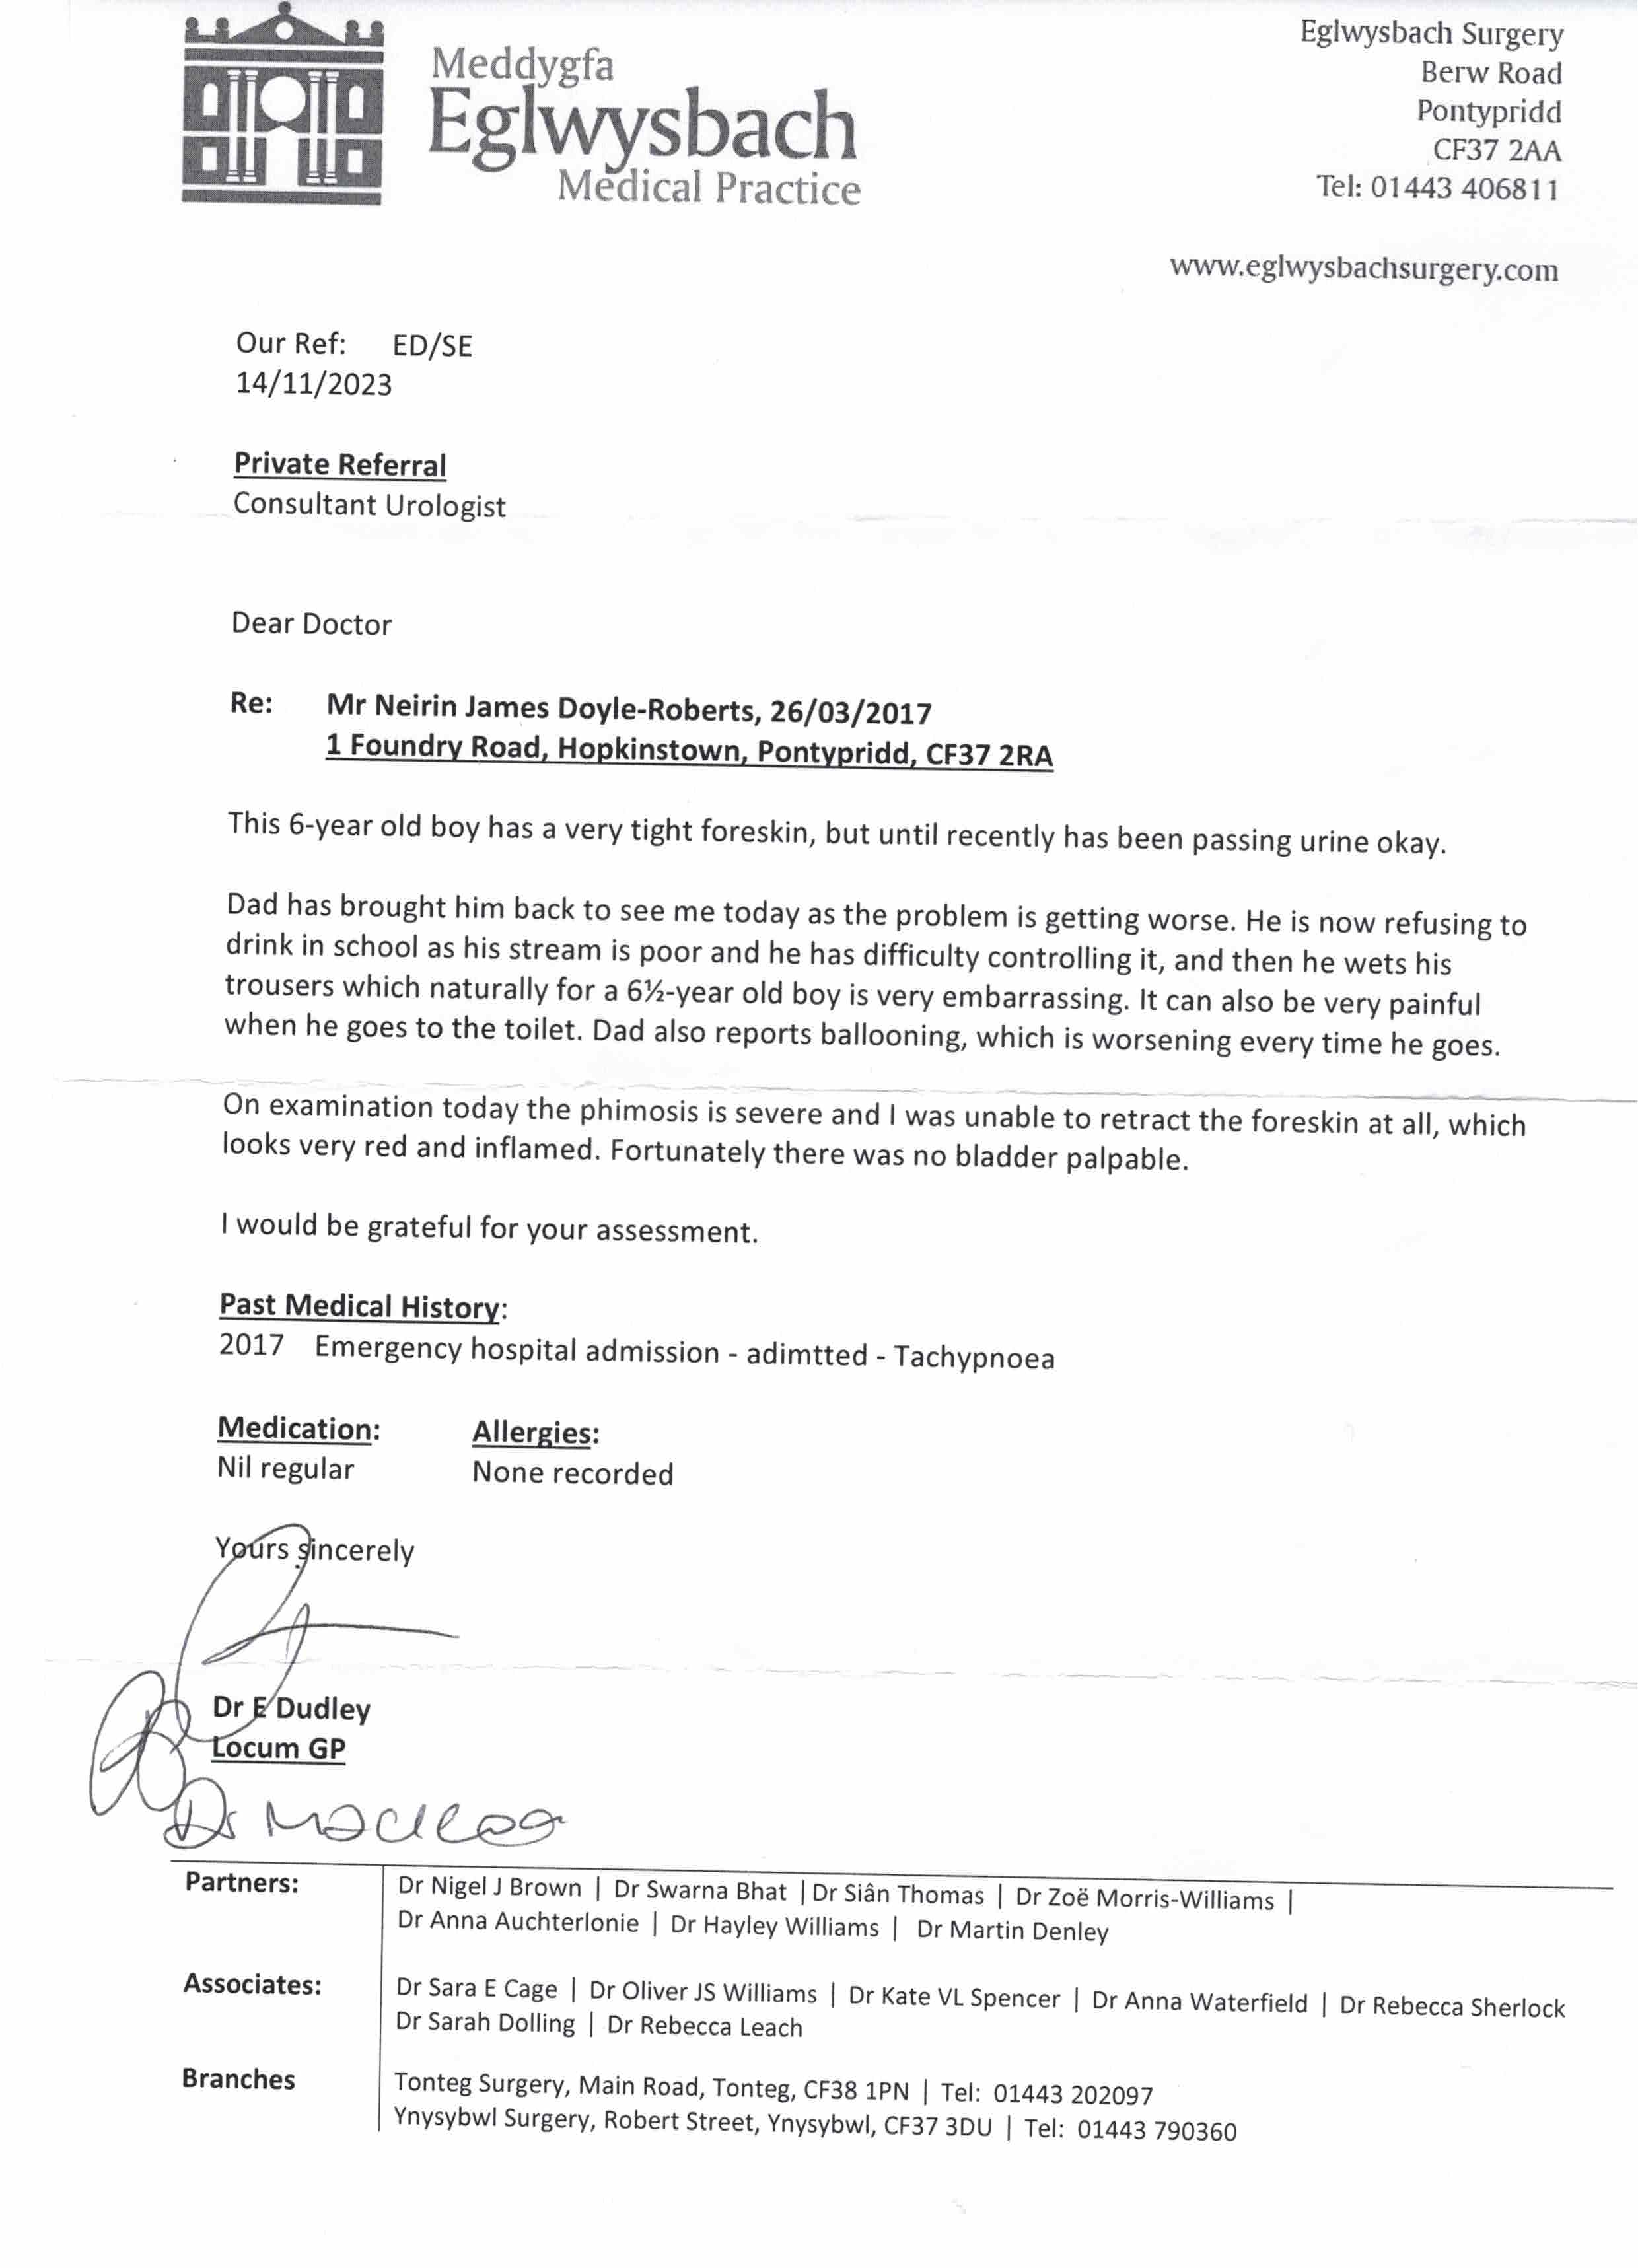 Meddygfa
Eglwysbach
Medical Practice
Eglwysbach Surgery
Berw Road
Pontypridd
CF37 2AA
Tel: 01443 406811
www.eglwysbachsurgery.com
Our Ref: ED/SE
14/11/2023
Private Referral
Consultant Urologist
Dear Doctor
Re: Mr Neirin James Doyle-Roberts, 26/03/2017
1 Foundry Road, Hopkinstown, Pontypridd, CF37 2RA
This 6-year old boy has a very tight foreskin, but until recently has been passing urine okay.
Dad has brought him back to see me today as the problem is getting worse. He is now refusing to
drink in school as his stream is poor and he has difficulty controlling it, and then he wets his
trousers which naturally for a 6½-year old boy is very embarrassing. It can also be very painful
when he goes to the toilet. Dad also reports ballooning, which is worsening every time he goes.
On examination today the phimosis is severe and I was unable to retract the foreskin at all, which
looks very red and inflamed. Fortunately there was no bladder palpable.
I would be grateful for your assessment.
Past Medical History:
2017 Emergency hospital admission - adimtted - Tachypnoea
Medication: Allergies:
Nil regular None recorded
Yours sincerely
Dr E Dudley
Locum GP
Dr
Partners: Dr Nigel J Brown | Dr Swarna Bhat | Dr Siân Thomas | Dr Zoë Morris-Williams |
Dr Anna Auchterlonie | Dr Hayley Williams | Dr Martin Denley
Associates: Dr Sara E Cage | Dr Oliver JS Williams | Dr Kate VL Spencer | Dr Anna Waterfield | Dr Rebecca Sherlock
Dr Sarah Dolling | Dr Rebecca Leach
Branches Tonteg Surgery, Main Road, Tonteg, CF38 1PN | Tel: 01443 202097
Ynysybwl Surgery, Robert Street, Ynysybwl, CF37 3DU | Tel: 01443 790360